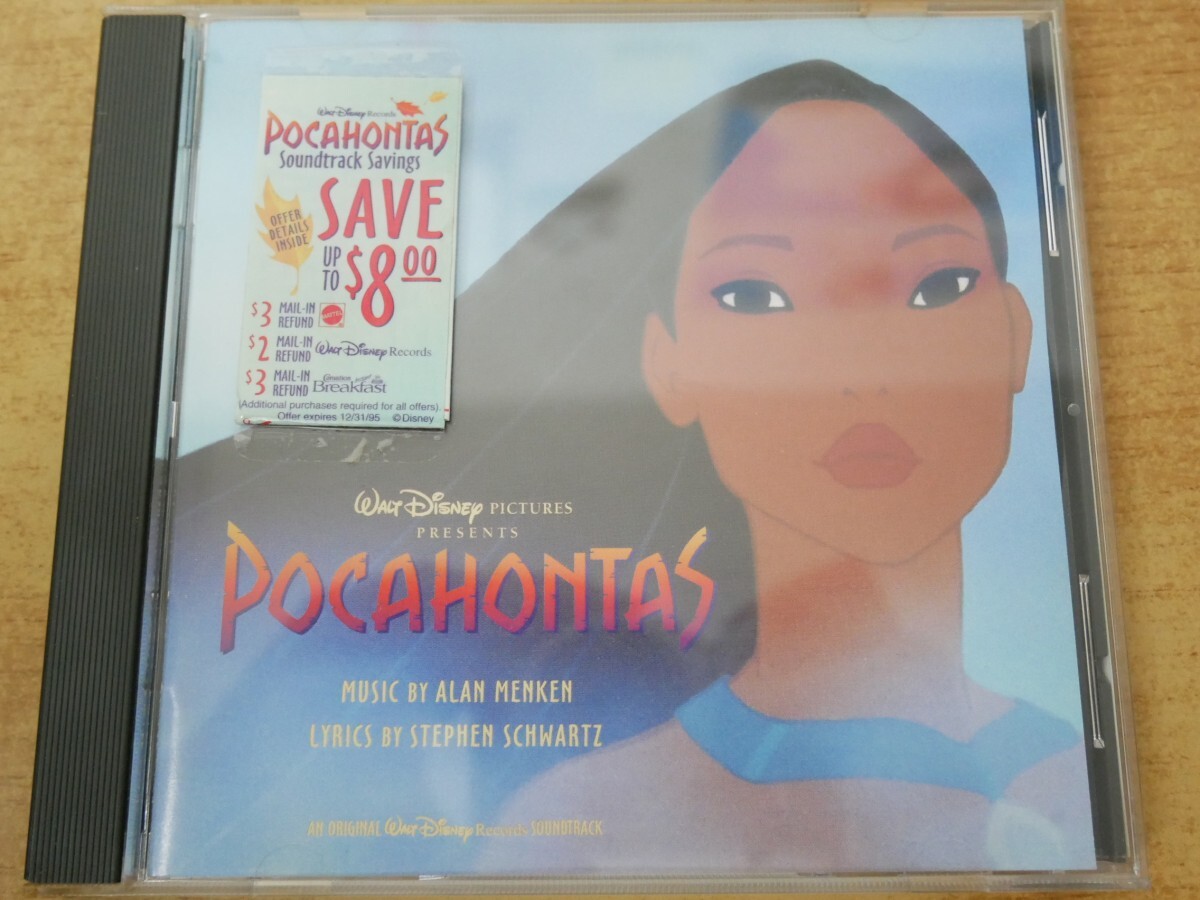 Walt Disney Records
POCAHONTAS
Soundtrack Savings
OFFER
DETAILS
INSIDE
SAVE
UP
TO
$8 00
$3 MAIL-IN
REFUND MATTEL
$2 MAIL-IN
REFUND Walt Disney Records
$3 MAIL-IN
REFUND Carnation
Breakfast
(Additional purchases required for all offers)
Offer expires 12/31/95 © Disney
Walt Disney PICTURES
PRESENTS
POCAHONTAS
MUSIC BY ALAN MENKEN
LYRICS BY STEPHEN SCHWARTZ
AN ORIGINAL Walt Disney Records SOUNDTRACK